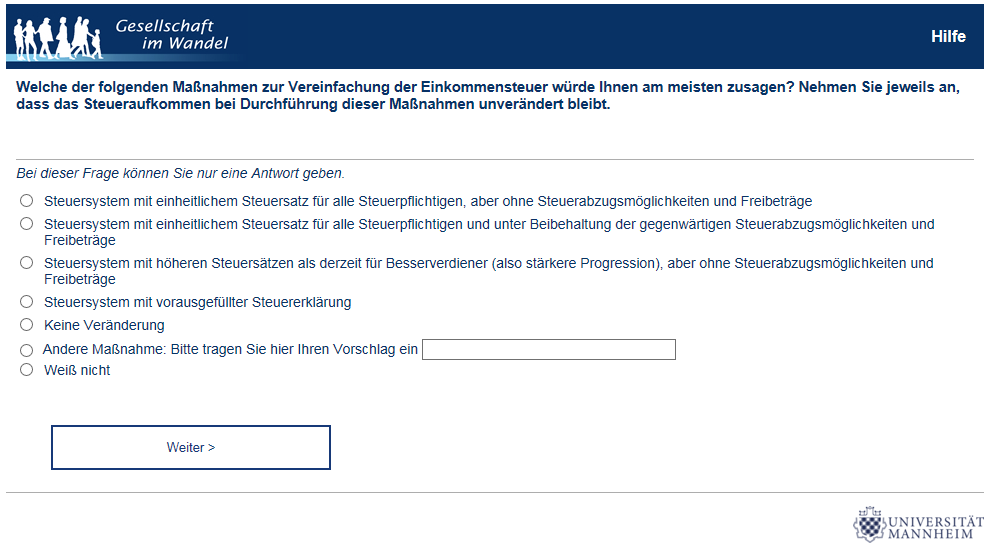 Gesellschaft
im Wandel
Hilfe
Welche der folgenden Maßnahmen zur Vereinfachung der Einkommensteuer würde Ihnen am meisten zusagen? Nehmen Sie jeweils an,
dass das Steueraufkommen bei Durchführung dieser Maßnahmen unverändert bleibt.
Bei dieser Frage können Sie nur eine Antwort geben.
Steuersystem mit einheitlichem Steuersatz für alle Steuerpflichtigen, aber ohne Steuerabzugsmöglichkeiten und Freibeträge
Steuersystem mit einheitlichem Steuersatz für alle Steuerpflichtigen und unter Beibehaltung der gegenwärtigen Steuerabzugsmöglichkeiten und
Freibeträge
Steuersystem mit höheren Steuersätzen als derzeit für Besserverdiener (also stärkere Progression), aber ohne Steuerabzugsmöglichkeiten und
Freibeträge
Steuersystem mit vorausgefüllter Steuererklärung
Keine Veränderung
Andere Maßnahme: Bitte tragen Sie hier Ihren Vorschlag ein
Weiß nicht
Weiter >
UNIVERSITÄT
MANNHEIM